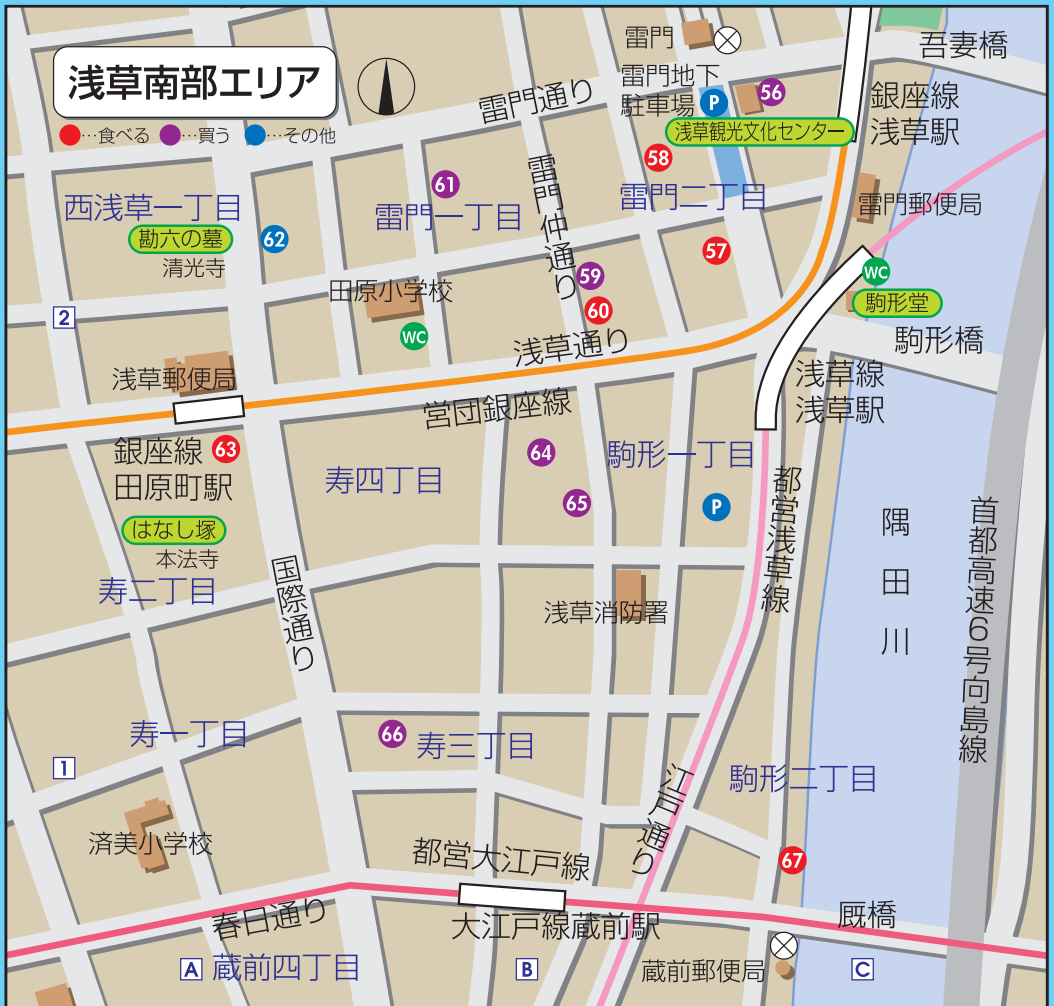 浅草南部エリア
…食べる
…買う
…その他
雷門
吾妻橋
雷門地下
駐車場
P
56
雷門通り
浅草観光文化センター
銀座線
浅草駅
58
61
雷門仲通り
西浅草一丁目
雷門一丁目
雷門二丁目
雷門郵便局
勘六の墓
62
清光寺
57
59
WC
田原小学校
駒形堂
60
2
WC
浅草通り
駒形橋
浅草郵便局
浅草線
浅草駅
営団銀座線
銀座線
田原町駅
63
64
駒形一丁目
寿四丁目
65
P
都営浅草線
隅田川
首都高速6号向島線
はなし塚
本法寺
国際通り
寿二丁目
浅草消防署
寿一丁目
66
寿三丁目
1
江戸通り
駒形二丁目
済美小学校
都営大江戸線
67
春日通り
大江戸線蔵前駅
厩橋
A
蔵前四丁目
B
蔵前郵便局
C